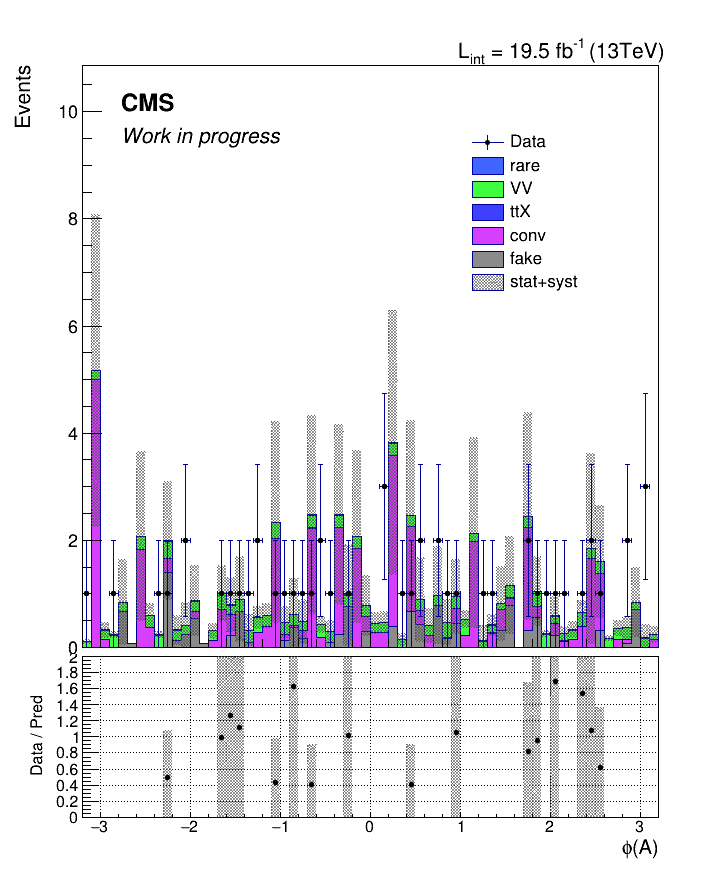 L_int = 19.5 fb^-1 (13TeV)
Events
CMS
Work in progress
Data
rare
VV
ttX
conv
fake
stat+syst
10
8
6
4
2
0
Data / Pred
2
1.8
1.6
1.4
1.2
1
0.8
0.6
0.4
0.2
0
−3 −2 −1 0 1 2 3
ϕ(A)